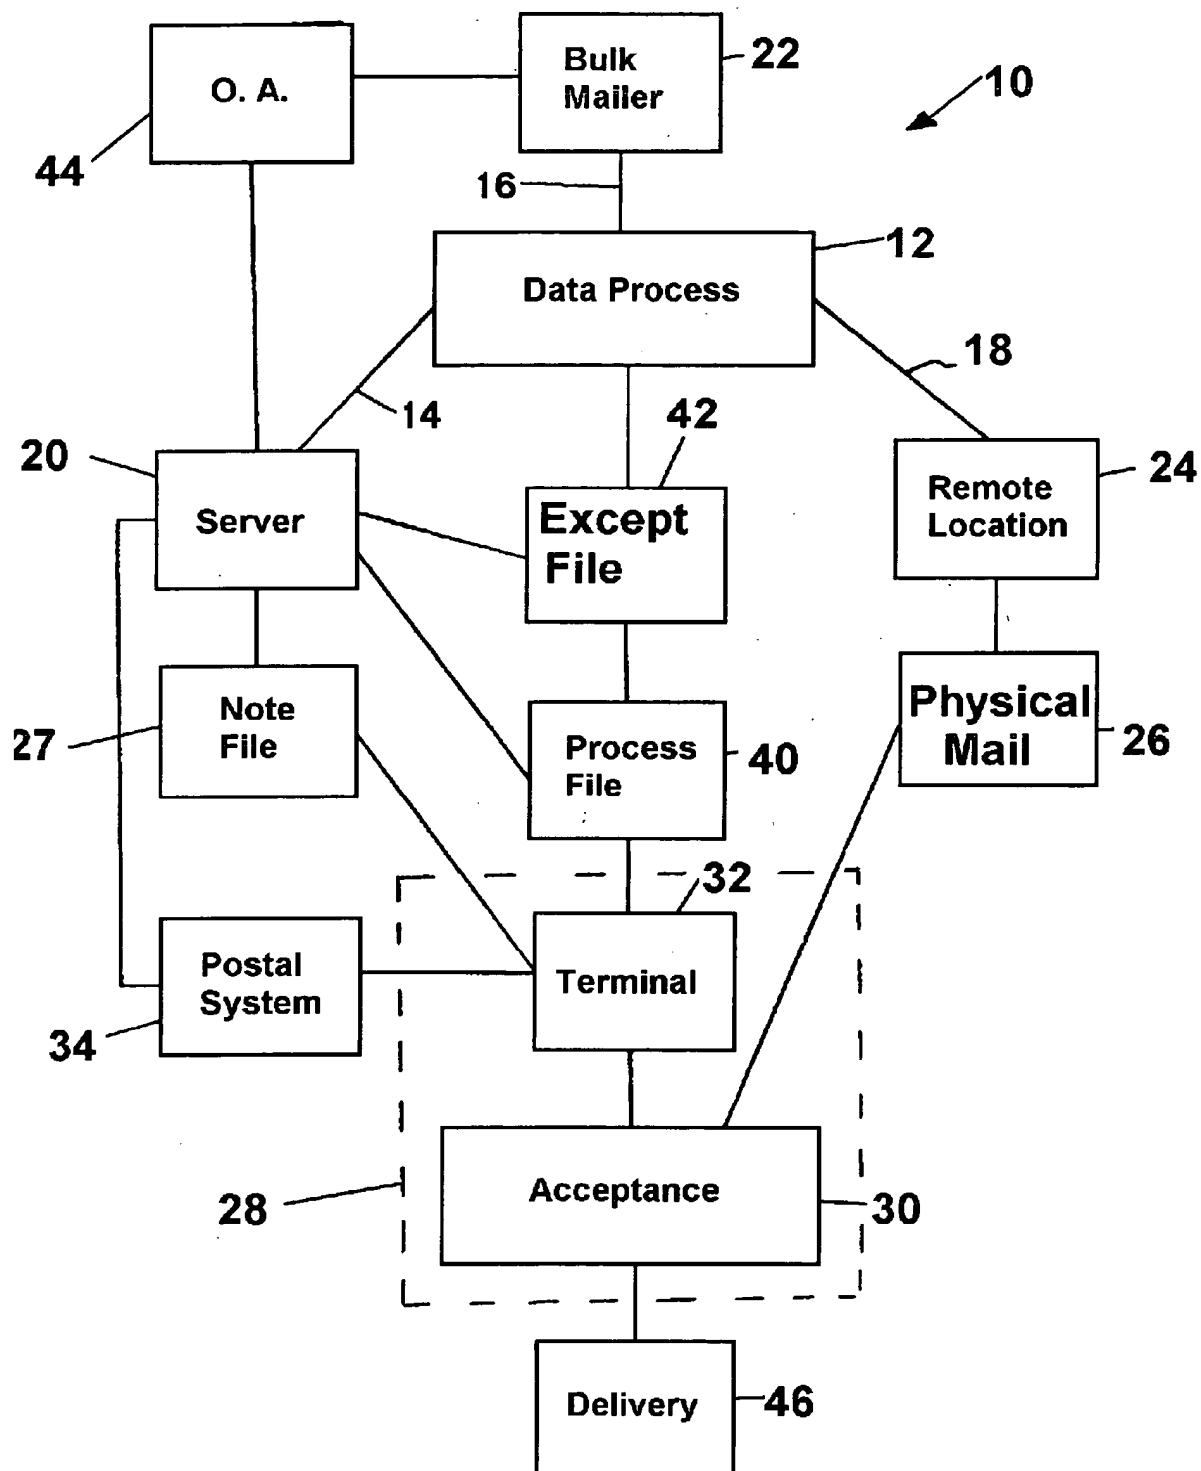 O. A.
Bulk
Mailer
22
10
44
16
12
Data Process
18
14
42
20
24
Server
Except
File
Remote
Location
Note
File
27
Process
File
40
Physical
Mail
26
32
Postal
System
34
Terminal
28
Acceptance
30
Delivery
46